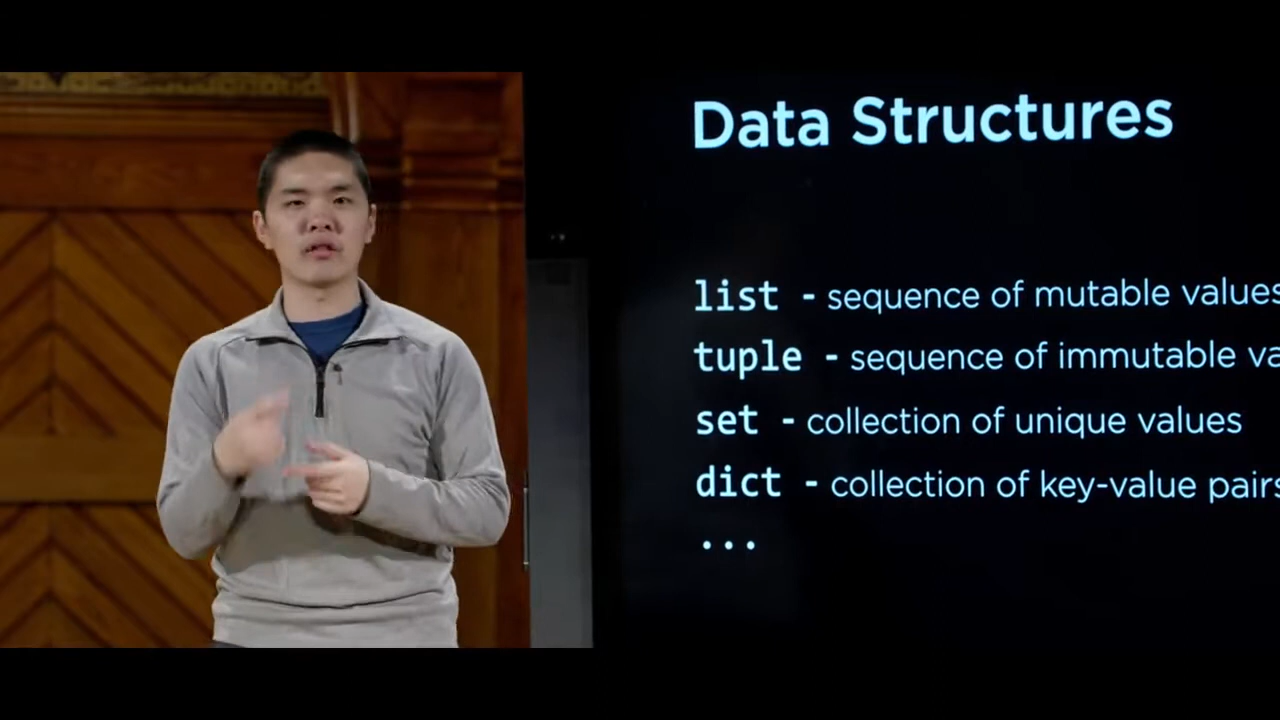 Data Structures
list - sequence of mutable values
tuple - sequence of immutable
set - collection of unique values
dict - collection of key-value pairs
...